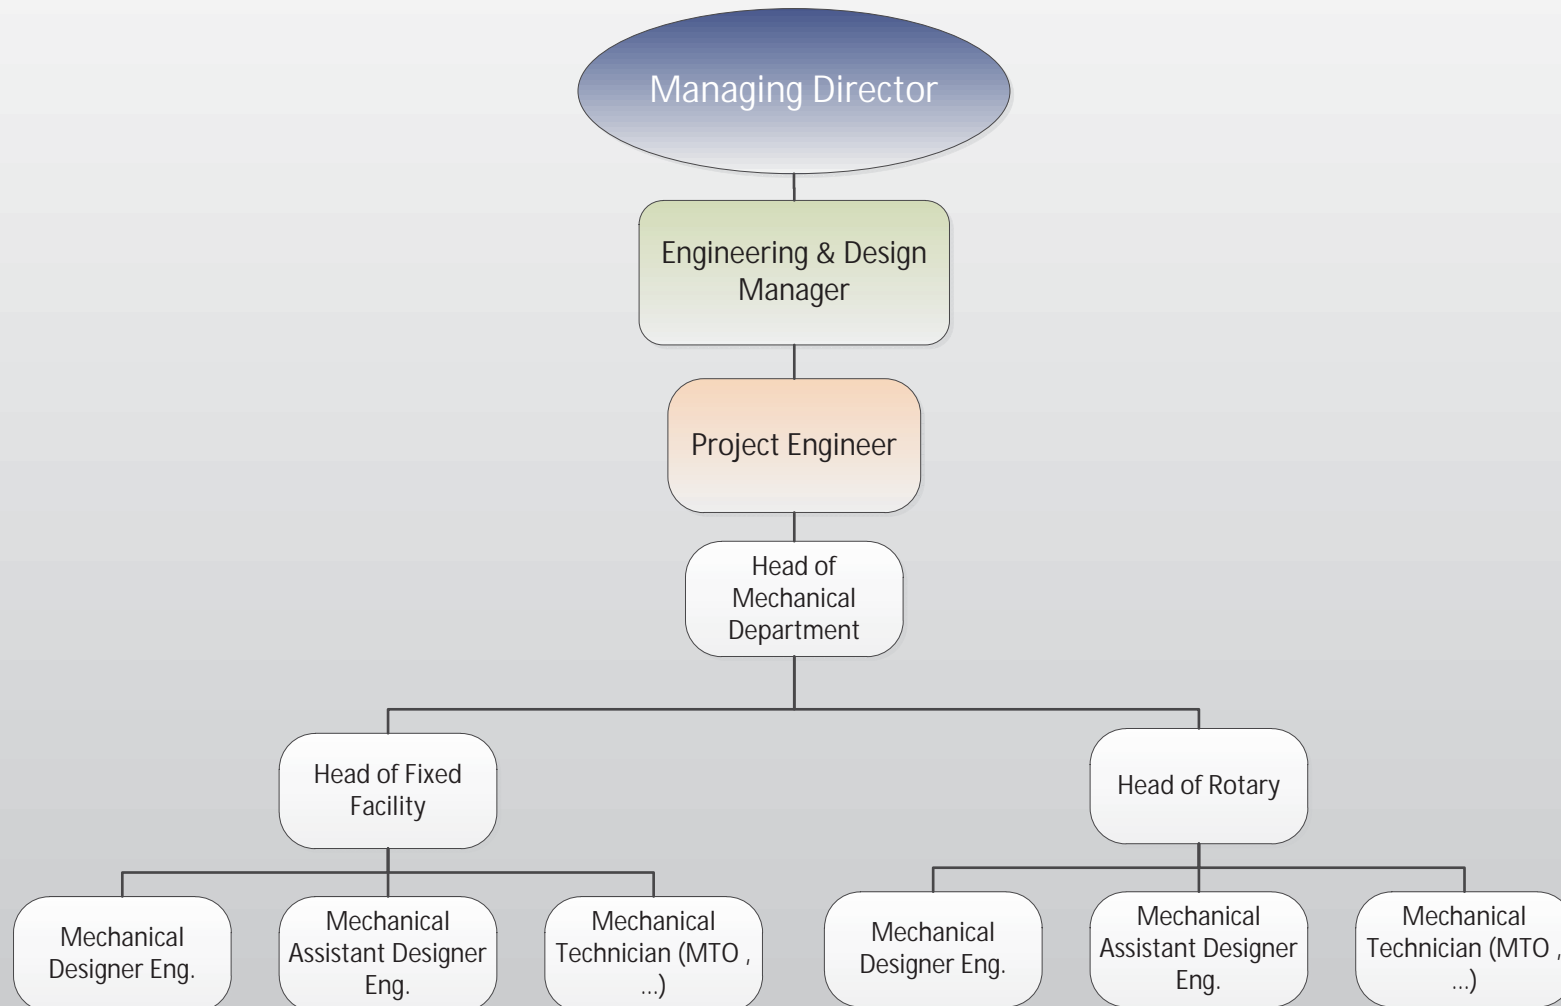 Managing Director
Engineering & Design
Manager
Project Engineer
Head of
Mechanical
Department
Head of Fixed
Facility
Head of Rotary
Mechanical
Designer Eng.
Mechanical
Assistant Designer
Eng.
Mechanical
Technician (MTO ,
...)
Mechanical
Designer Eng.
Mechanical
Assistant Designer
Eng.
Mechanical
Technician (MTO ,
...)